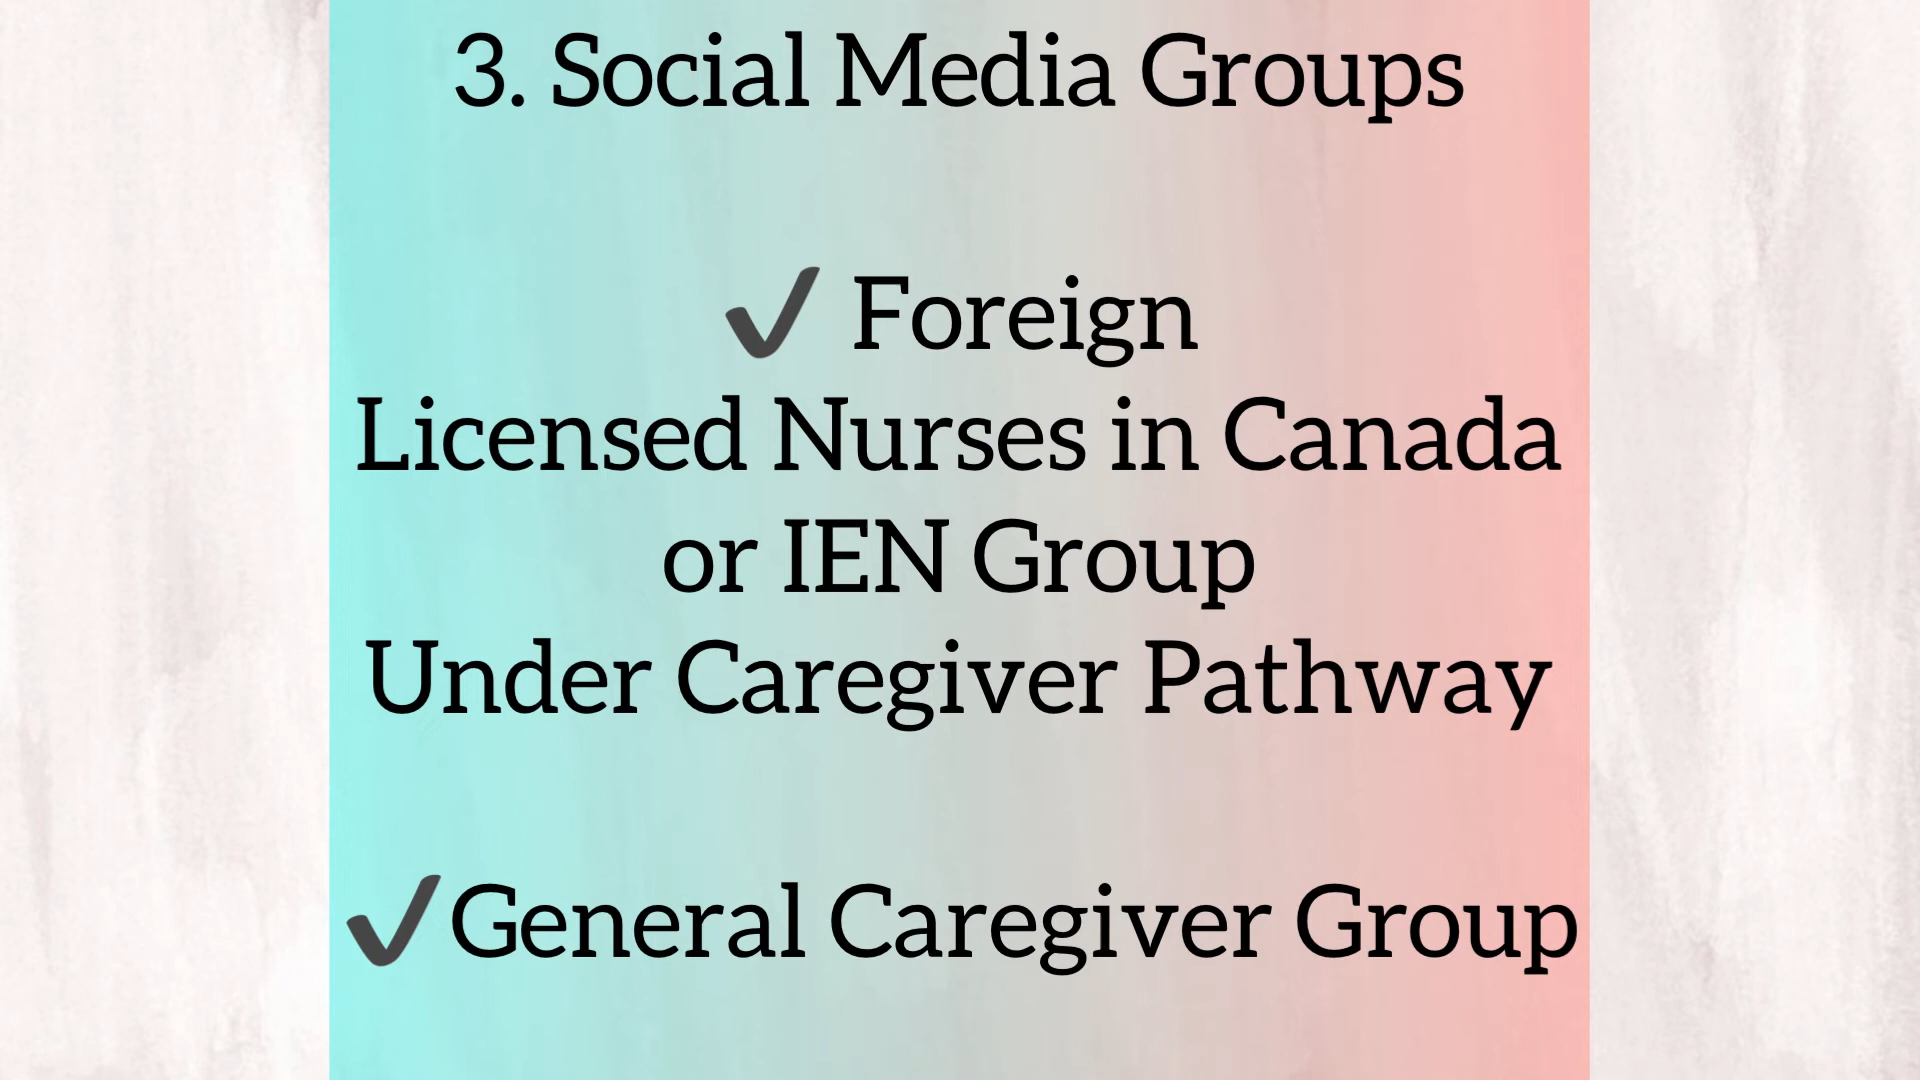 3. Social Media Groups
✔ Foreign
Licensed Nurses in Canada
or IEN Group
Under Caregiver Pathway
✔General Caregiver Group